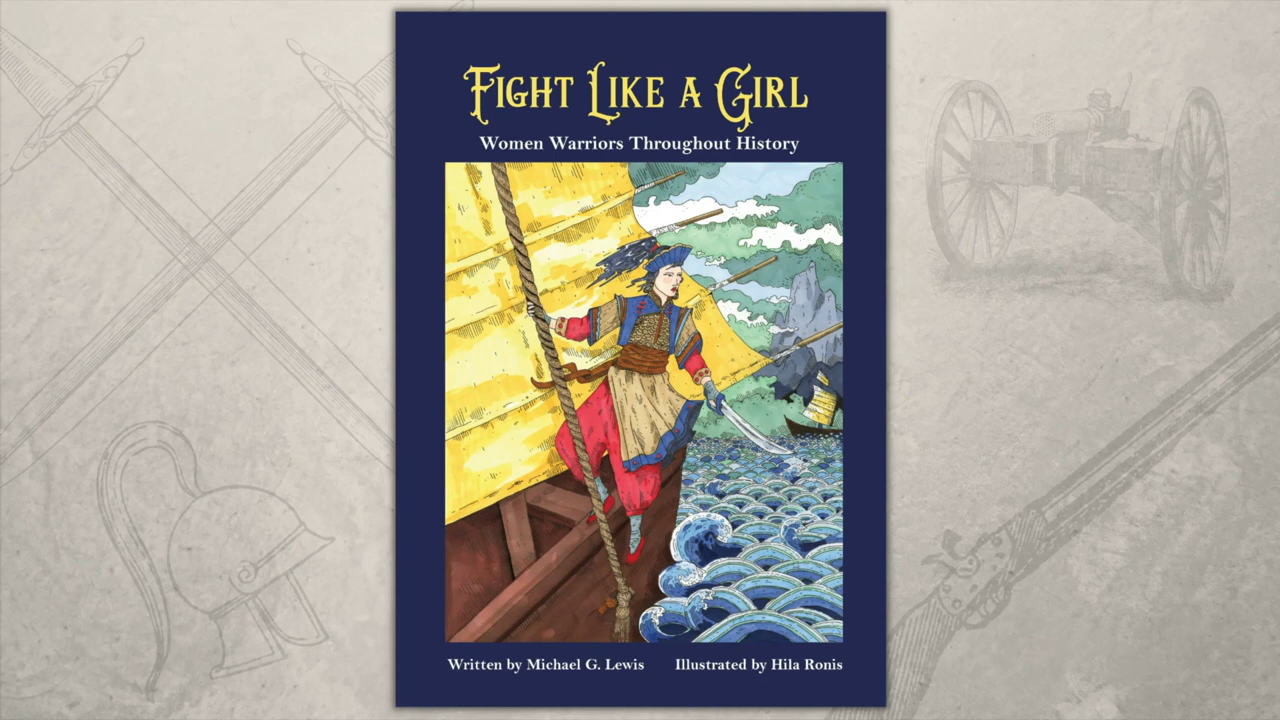 Fight Like a Girl
Women Warriors Throughout History
Written by Michael G. Lewis Illustrated by Hila Ronis